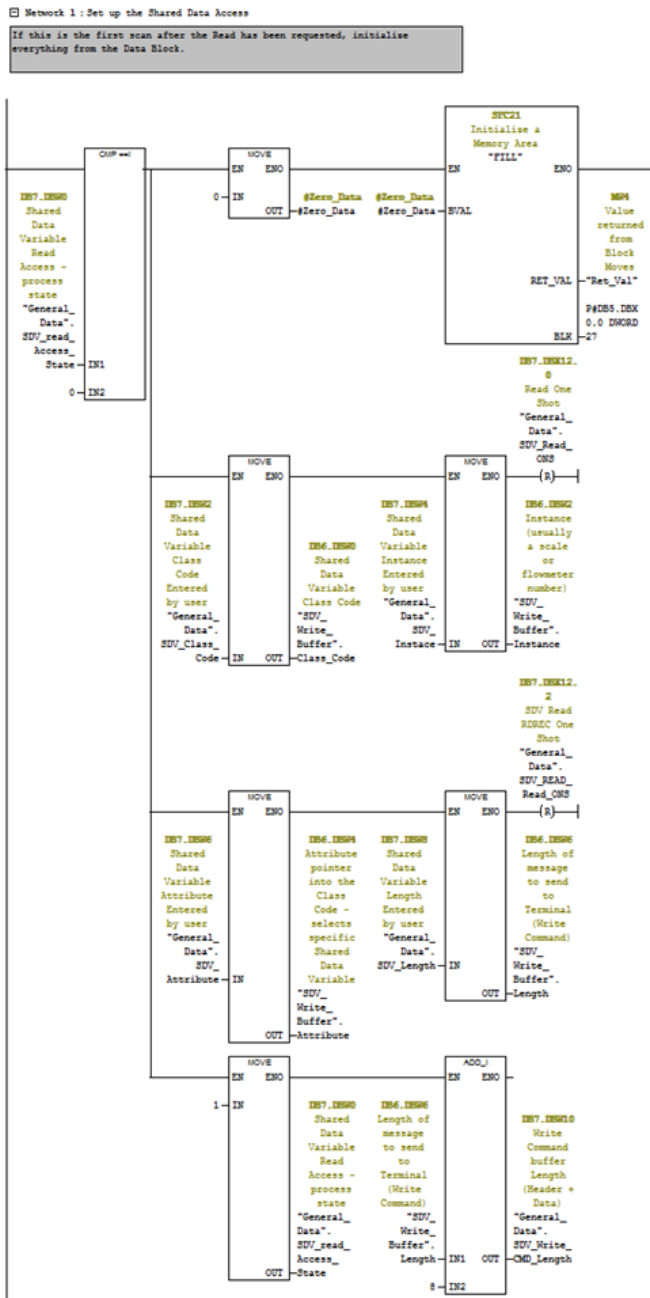 Network 1 : Set up the Shared Data Access
If this is the first scan after the Read has been requested, initialize
everything from the Data Block.
CMP ==I
DB7.DBW0
Shared
Data
Variable
Read
Access -
process
state
"General_
Data".
SDV_read_
Access_
State
IN1
0
IN2
MOVE
EN ENO
0
IN
OUT
#Zero_Data
#Zero_Data
#Zero_Data
#Zero_Data
SFC21
Initialize a
Memory Area
"FILL"
EN
ENO
BVAL
RET_VAL
BLK
MW4
Value
returned
from
Block
Moves
"Ret_Val"
P#DB5.DBX
0.0 DWORD
27
MOVE
EN ENO
DB7.DBW2
Shared
Data
Variable
Class
Code
Entered
by user
"General_
Data".
SDV_Class_
Code
IN
OUT
DB6.DBW0
Shared
Data
Variable
Class Code
"SDV_
Write_
Buffer".
Class_Code
MOVE
EN ENO
DB7.DBW4
Shared
Data
Variable
Instance
Entered
by user
"General_
Data".
SDV_
Instace
IN
OUT
DB7.DBX12.
0
Read One
Shot
"General_
Data".
SDV_Read_
ONS
(R)
DB6.DBW2
Instance
(usually
a scale
or
flowmeter
number)
"SDV_
Write_
Buffer".
Instance
MOVE
EN ENO
DB7.DBW6
Shared
Data
Variable
Attribute
Entered
by user
"General_
Data".
SDV_
Attribute
IN
OUT
DB6.DBW4
Attribute
pointer
into the
Class
Code -
selects
specific
Shared
Data
Variable
"SDV_
Write_
Buffer".
Attribute
MOVE
EN ENO
DB7.DBW8
Shared
Data
Variable
Length
Entered
by user
"General_
Data".
SDV_Length
IN
OUT
DB7.DBX12.
2
SDV Read
RDREC One
Shot
"General_
Data".
SDV_READ_
Read_ONS
(R)
DB6.DBW6
Length of
message
to send
to
Terminal
(Write
Command)
"SDV_
Write_
Buffer".
Length
MOVE
EN ENO
1
IN
OUT
DB7.DBW0
Shared
Data
Variable
Read
Access -
process
state
"General_
Data".
SDV_read_
Access_
State
ADD_I
EN ENO
DB6.DBW6
Length of
message
to send
to
Terminal
(Write
Command)
"SDV_
Write_
Buffer".
Length
IN1
OUT
8
IN2
DB7.DBW10
Write
Command
buffer
Length
(Header +
Data)
"General_
Data".
SDV_Write_
CMD_Length